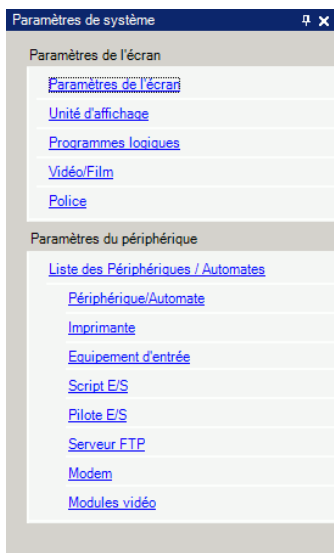 Paramètres de système
Paramètres de l'écran
Paramètres de l'écran
Unité d'affichage
Programmes logiques
Vidéo/Film
Police
Paramètres du périphérique
Liste des Périphériques / Automates
Périphérique/Automate
Imprimante
Equipement d'entrée
Script E/S
Pilote E/S
Serveur FTP
Modem
Modules vidéo